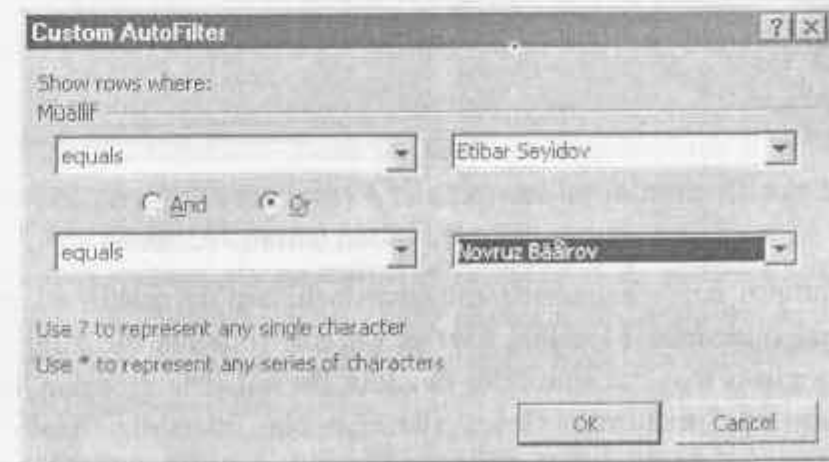 Custom AutoFilter
Show rows where:
Müəllif
equals Etibar Seyidov
And Or
equals Novruz
Use ? to represent any single character
Use * to represent any series of characters
OK Cancel